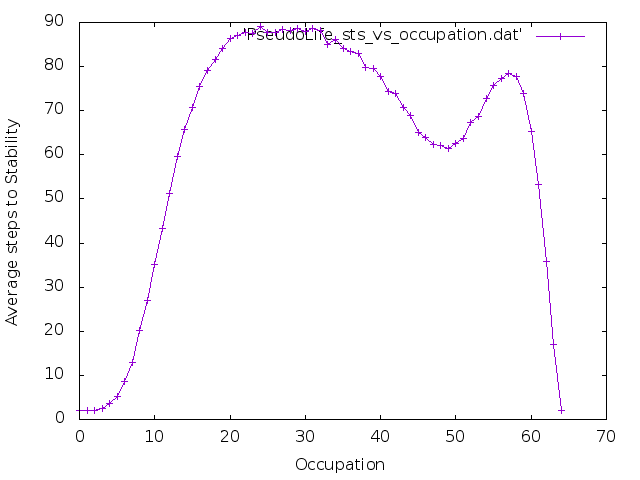 'PseudoLife_sts_vs_occupation.dat'
90
80
70
60
50
40
30
20
10
0
Average steps to Stability
0 10 20 30 40 50 60 70
Occupation